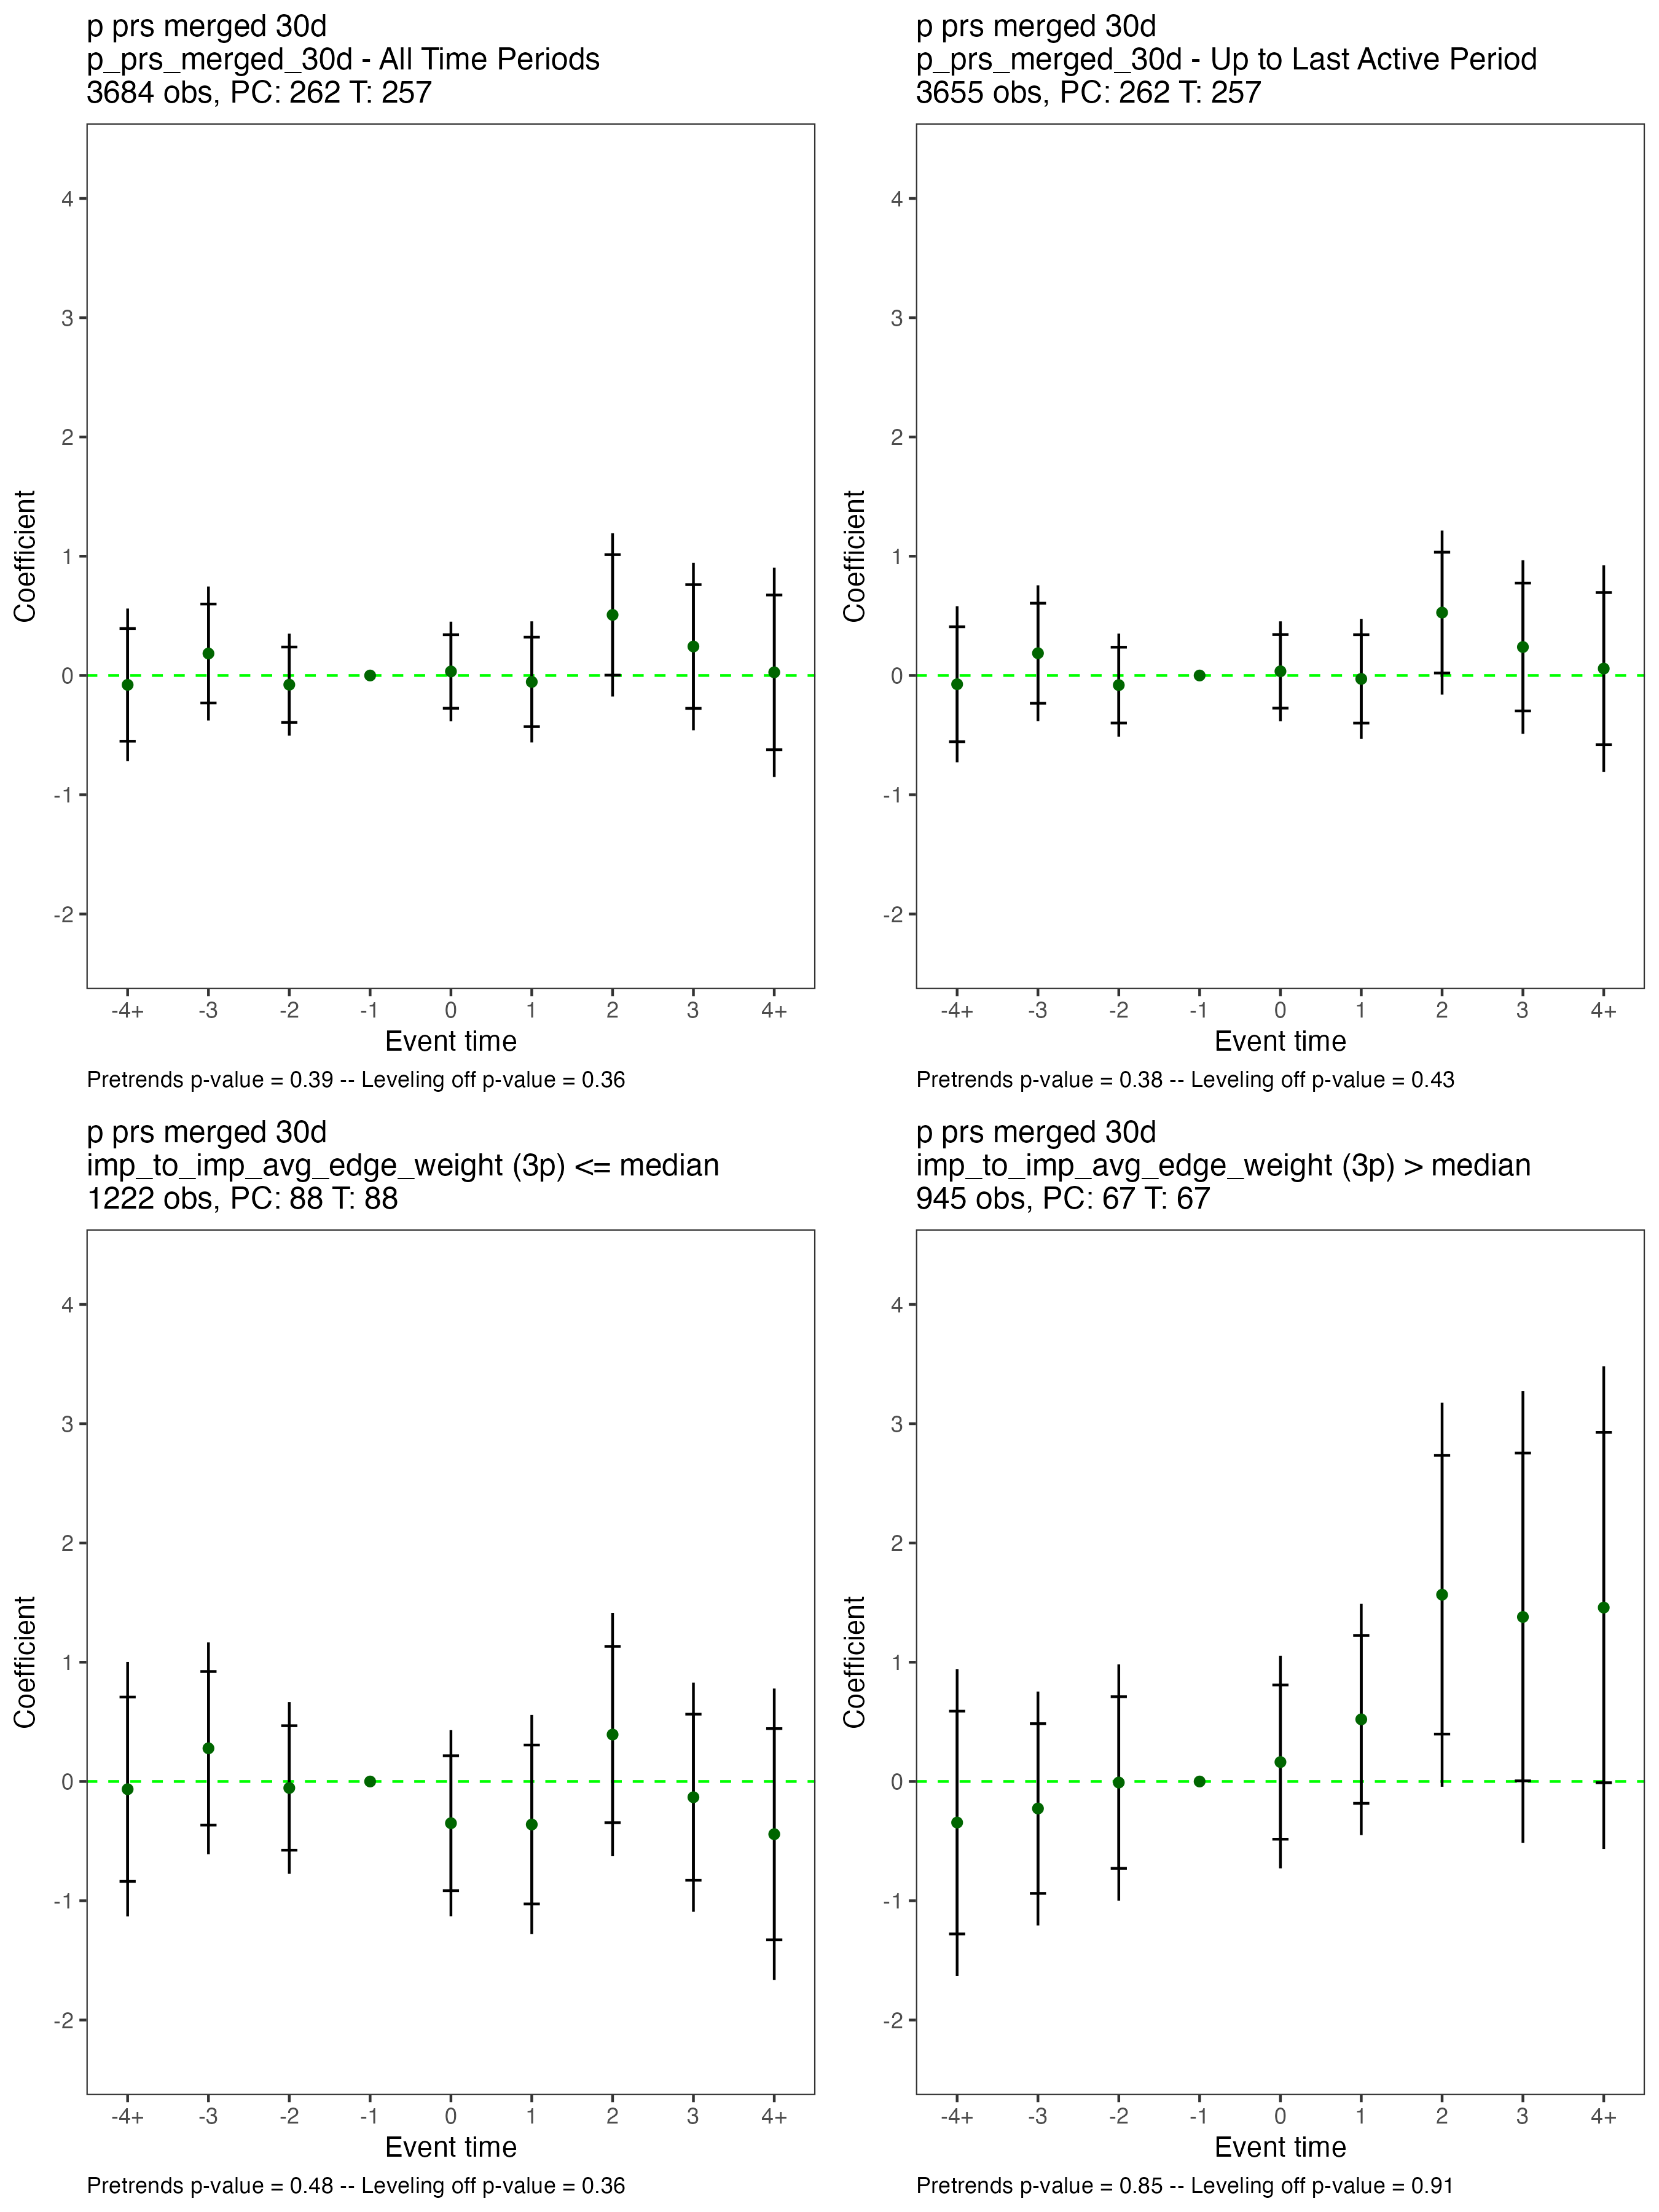 p prs merged 30d
p_prs_merged_30d - All Time Periods
3684 obs, PC: 262 T: 257
4
3
2
1
0
-1
-2
Coefficient
-4+ -3 -2 -1 0 1 2 3 4+
Event time
Pretrends p-value = 0.39 -- Leveling off p-value = 0.36
p prs merged 30d
p_prs_merged_30d - Up to Last Active Period
3655 obs, PC: 262 T: 257
4
3
2
1
0
-1
-2
Coefficient
-4+ -3 -2 -1 0 1 2 3 4+
Event time
Pretrends p-value = 0.38 -- Leveling off p-value = 0.43
p prs merged 30d
imp_to_imp_avg_edge_weight (3p) <= median
1222 obs, PC: 88 T: 88
4
3
2
1
0
-1
-2
Coefficient
-4+ -3 -2 -1 0 1 2 3 4+
Event time
Pretrends p-value = 0.48 -- Leveling off p-value = 0.36
p prs merged 30d
imp_to_imp_avg_edge_weight (3p) > median
945 obs, PC: 67 T: 67
4
3
2
1
0
-1
-2
Coefficient
-4+ -3 -2 -1 0 1 2 3 4+
Event time
Pretrends p-value = 0.85 -- Leveling off p-value = 0.91